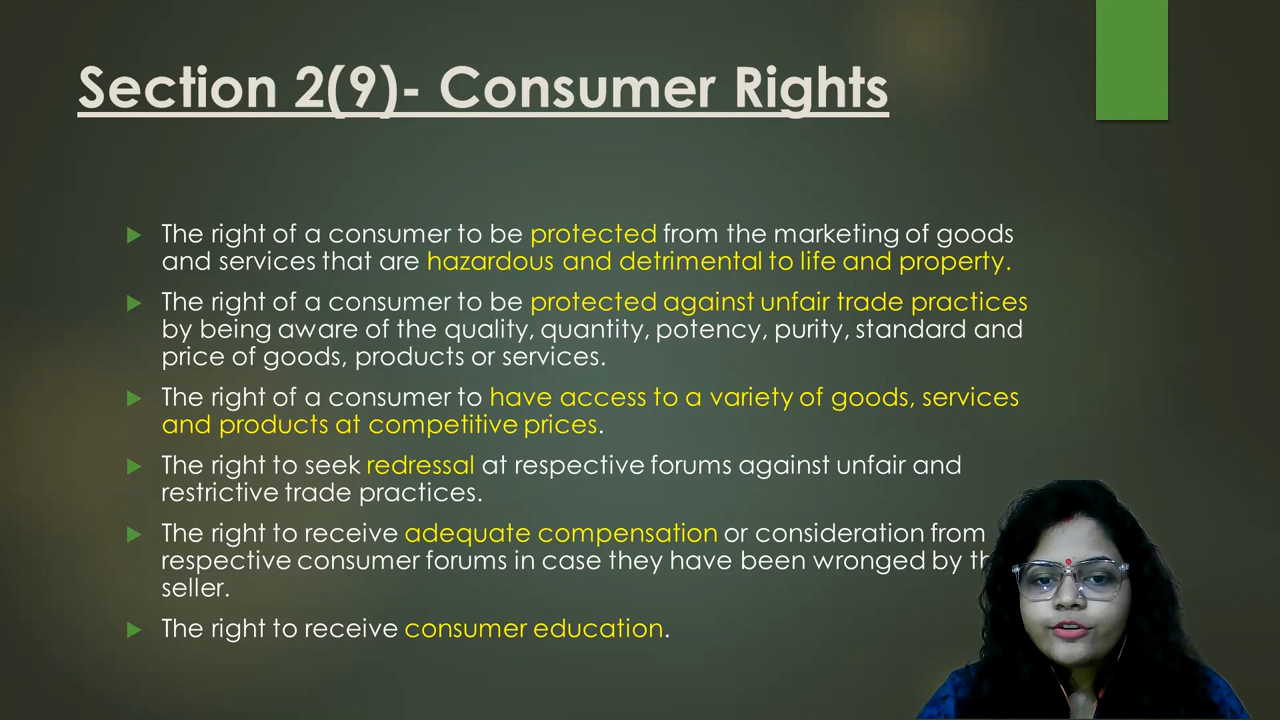 Section 2(9)- Consumer Rights
The right of a consumer to be protected from the marketing of goods
and services that are hazardous and detrimental to life and property.
The right of a consumer to be protected against unfair trade practices
by being aware of the quality, quantity, potency, purity, standard and
price of goods, products or services.
The right of a consumer to have access to a variety of goods, services
and products at competitive prices.
The right to seek redressal at respective forums against unfair and
restrictive trade practices.
The right to receive adequate compensation or consideration from
respective consumer forums in case they have been wronged by
seller.
The right to receive consumer education.